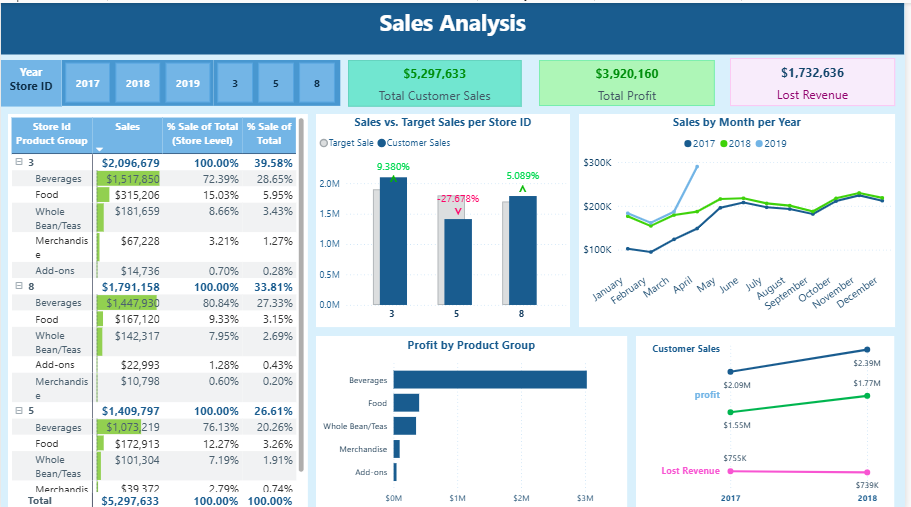 Sales Analysis
Year
Store ID
2017
2018
2019
3
5
8
$5,297,633
Total Customer Sales
$3,920,160
Total Profit
$1,732,636
Lost Revenue
Store Id Sales % Sale of Total % Sale of
Product Group (Store Level) Total
3 $2,096,679 100.00% 39.58%
Beverages $1,517,850 72.39% 28.65%
Food $315,206 15.03% 5.95%
Whole $181,659 8.66% 3.43%
Bean/Teas
Merchandis $67,228 3.21% 1.27%
e
Add-ons $14,736 0.70% 0.28%
8 $1,791,158 100.00% 33.81%
Beverages $1,447,930 80.84% 27.33%
Food $167,120 9.33% 3.15%
Whole $142,317 7.95% 2.69%
Bean/Teas
Add-ons $22,993 1.28% 0.43%
Merchandis $10,798 0.60% 0.20%
e
5 $1,409,797 100.00% 26.61%
Beverages $1,073,219 76.13% 20.26%
Food $172,913 12.27% 3.26%
Whole $101,304 7.19% 1.91%
Bean/Teas
Merchandis $39,372 2.79% 0.74%
Total $5,297,633 100.00% 100.00%
Sales vs. Target Sales per Store ID
Target Sale Customer Sales
9.380%
-27.678%
5.089%
2.0M
1.5M
1.0M
0.5M
0.0M
3 5 8
Sales by Month per Year
2017 2018 2019
$300K
$200K
$100K
January February March April May June July August September October November December
Profit by Product Group
Beverages
Food
Whole Bean/Teas
Merchandise
Add-ons
$0M $1M $2M $3M
Customer Sales
$2.09M
$2.39M
profit
$1.55M
$1.77M
Lost Revenue
$755K
$739K
2017 2018